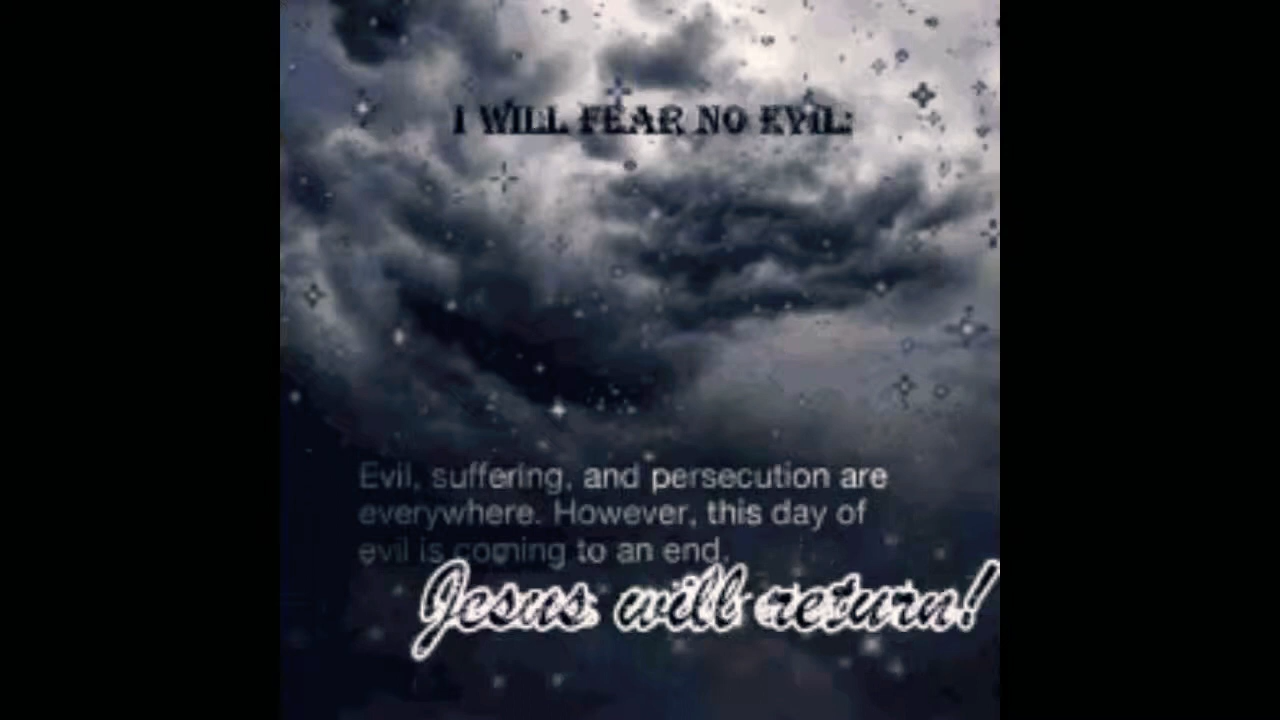 I WILL FEAR NO EVIL:
Evil, suffering, and persecution are
everywhere. However, this day of
evil is coming to an end.
Jesus will return!